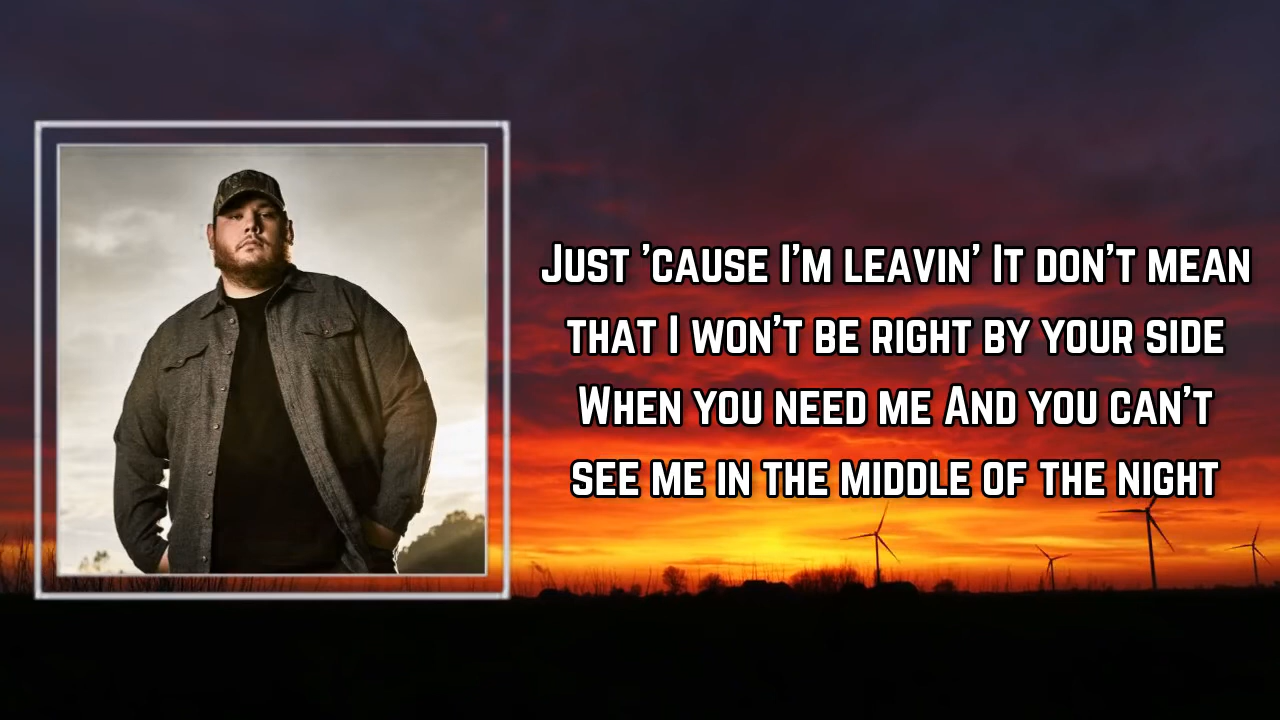 Just 'cause I'm leavin' It don't mean
that I won't be right by your side
When you need me And you can't
see me in the middle of the night